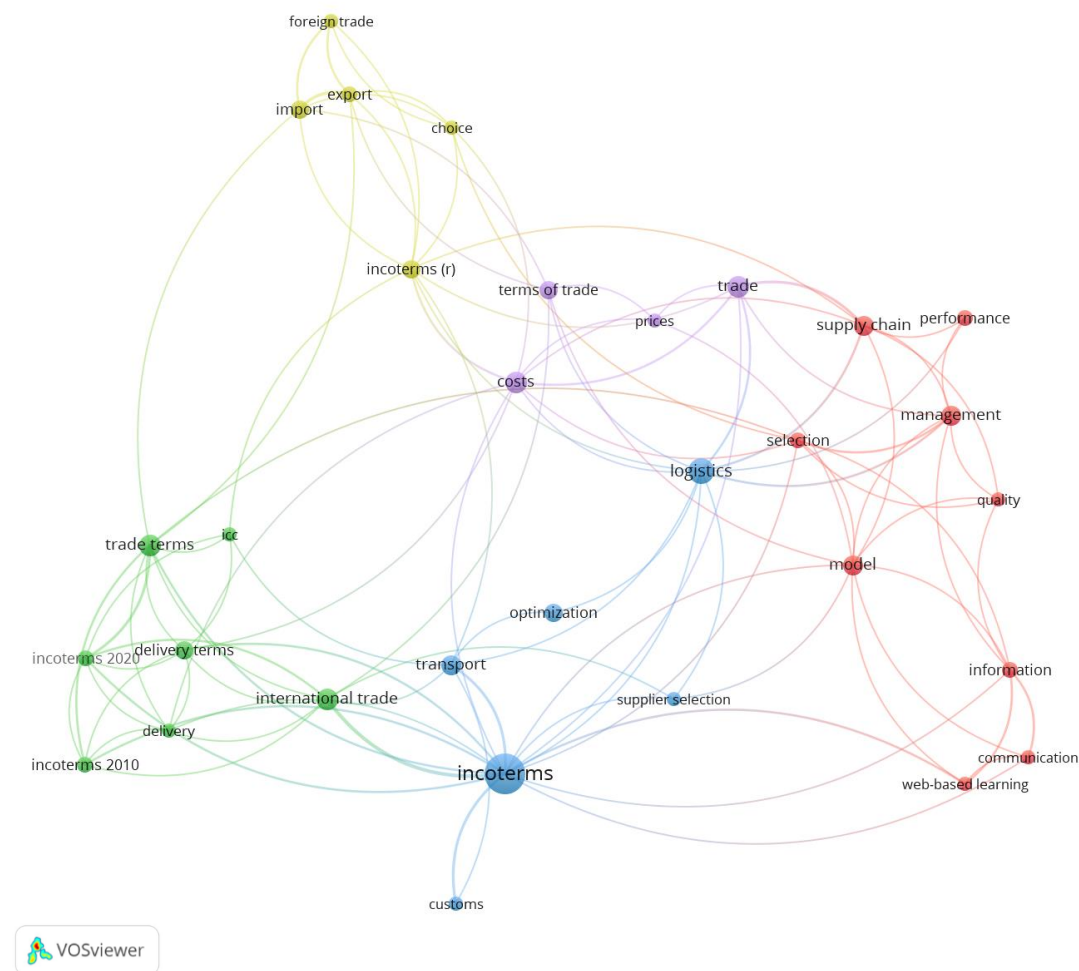 foreign trade
export
import
choice
incoterms (r)
terms of trade
trade
prices
supply chain
performance
costs
management
selection
logistics
quality
icc
trade terms
model
optimization
delivery terms
incoterms 2020
transport
information
international trade
supplier selection
delivery
communication
incoterms 2010
incoterms
web-based learning
customs
VOSviewer